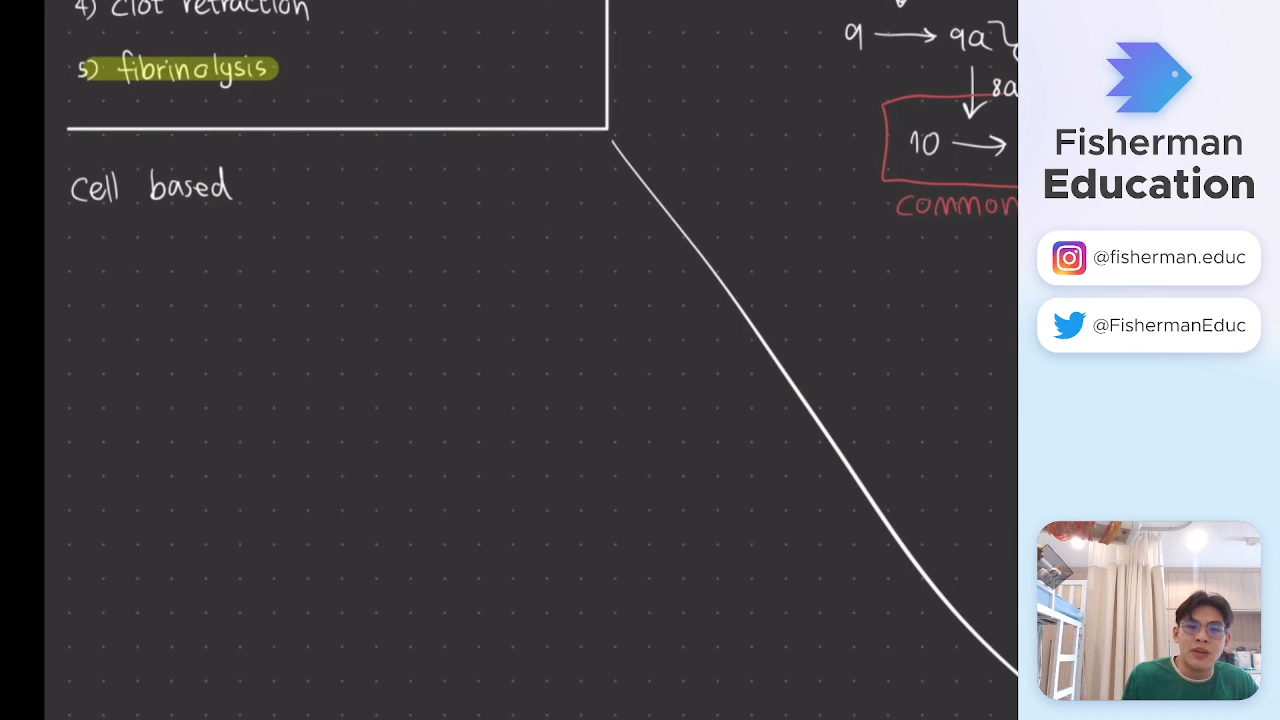 4) clot retraction
5) fibrinolysis
cell based
9 → 9a
8a
10 →
common
Fisherman
Education
@fisherman.educ
@FishermanEduc